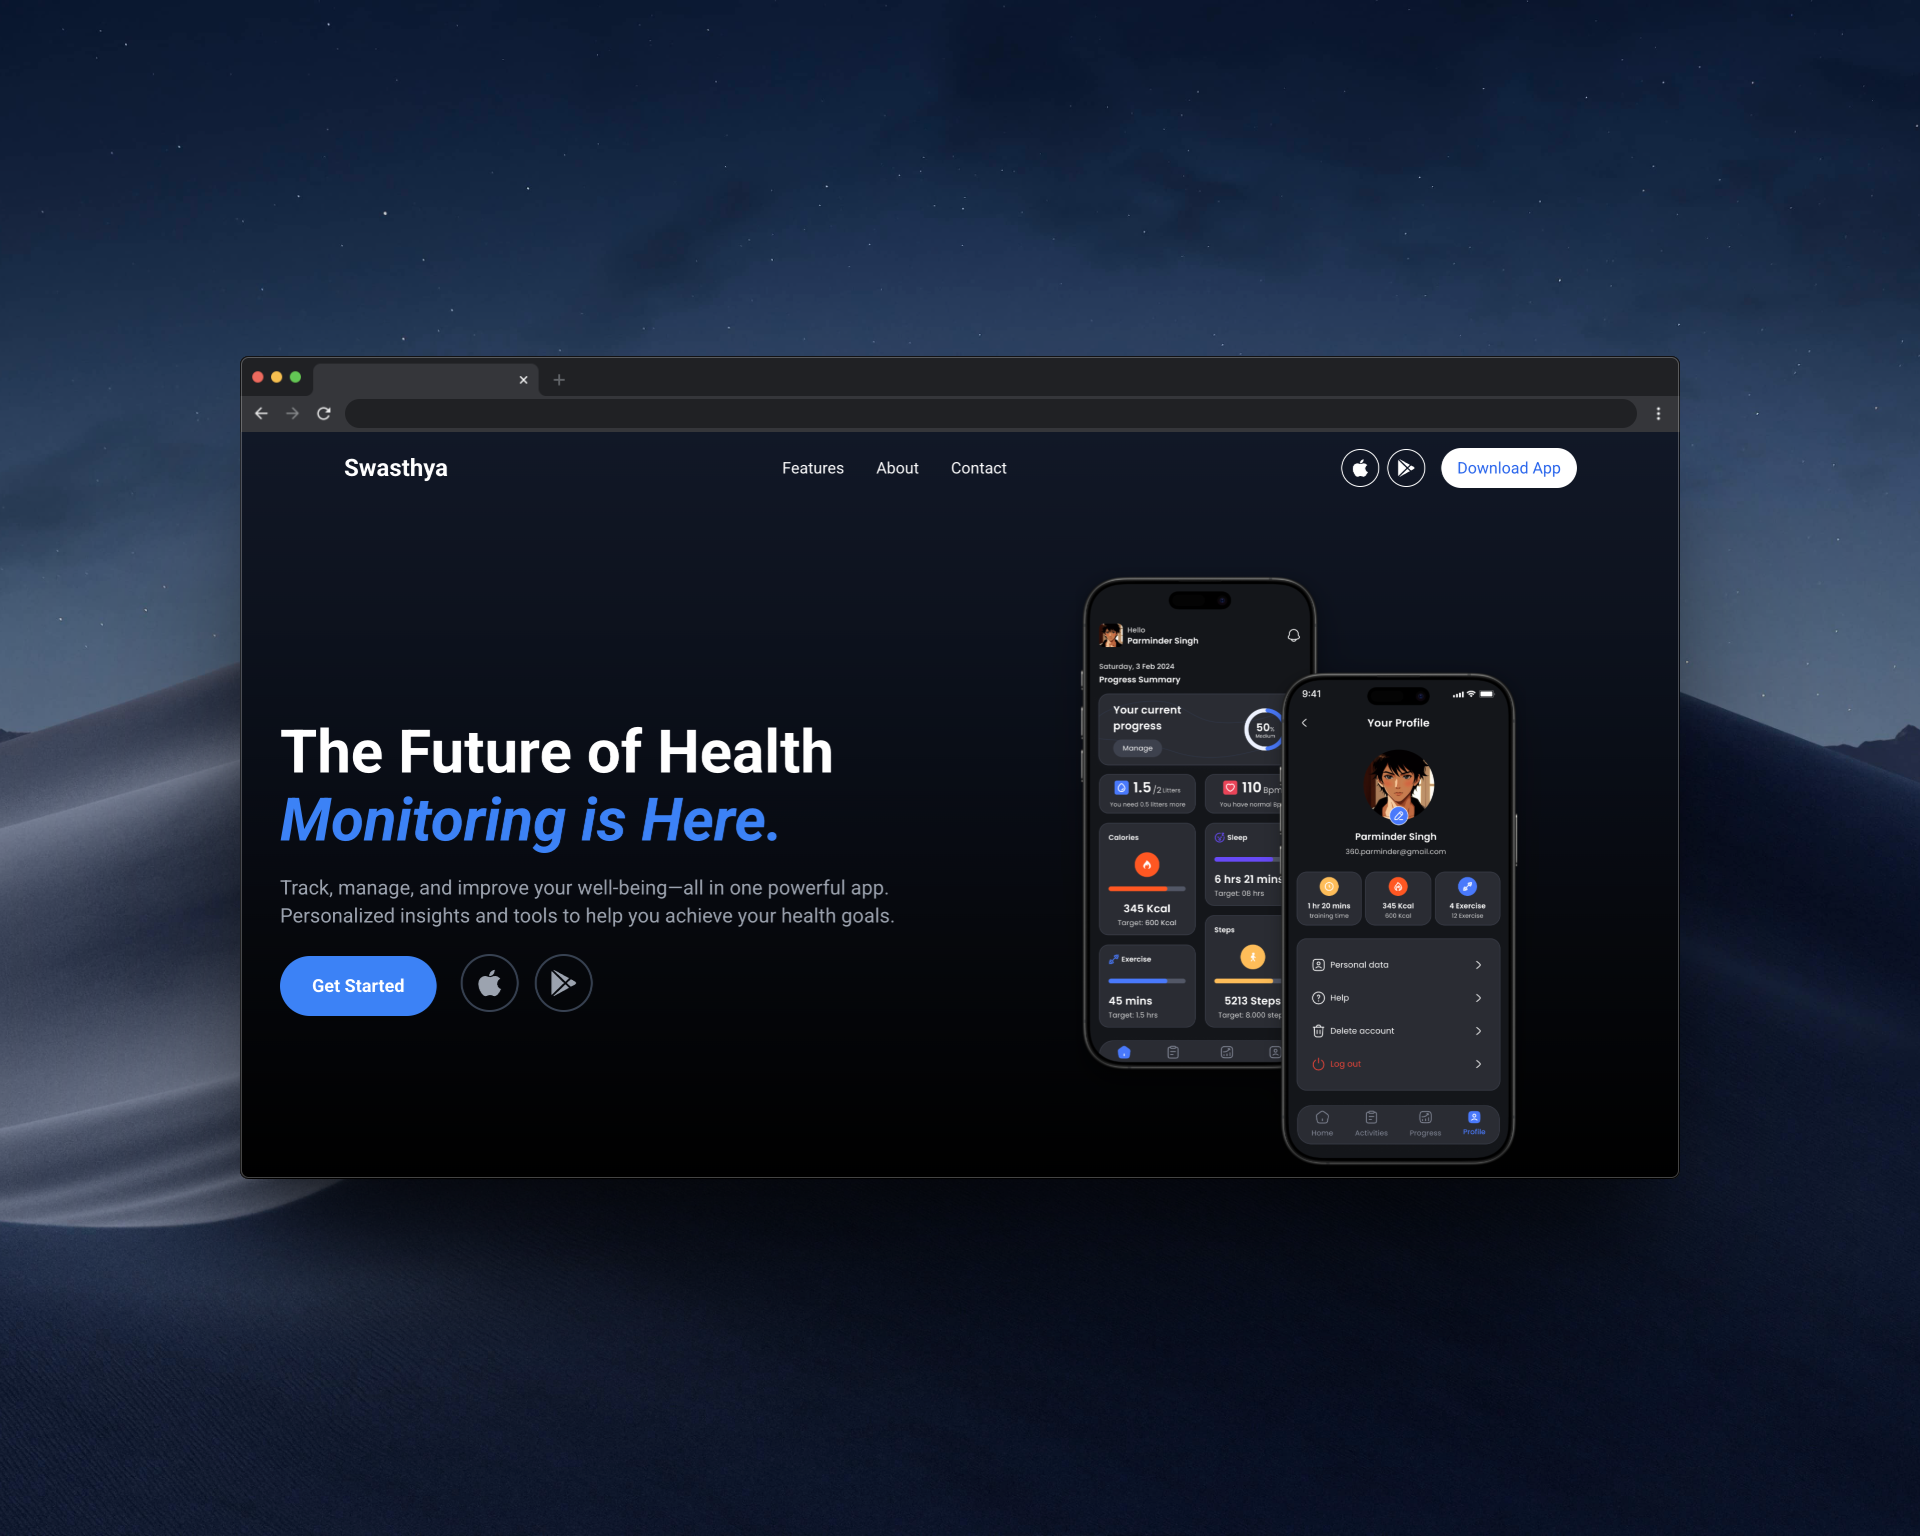 Swasthya
Features
About
Contact
Download App
The Future of Health
Monitoring is Here.
Track, manage, and improve your well-being—all in one powerful app.
Personalized insights and tools to help you achieve your health goals.
Get Started
Hello
Parminder Singh
Saturday, 3 Feb 2024
Progress Summary
Your current
progress
Manage
50%
Medium
1.5 /2 Litters
You need 0.5 litters more
110 Bpm
You have normal Bp
Calories
345 Kcal
Target: 600 Kcal
Sleep
6 hrs 21 mins
Target: 08 hrs
Exercise
45 mins
Target: 1.5 hrs
Steps
5213 Steps
Target: 8.000 step
9:41
Your Profile
Parminder Singh
360.parminder@gmail.com
1 hr 20 mins
training time
345 Kcal
600 Kcal
4 Exercise
12 Exercise
Personal data
Help
Delete account
Log out
Home
Activities
Progress
Profile